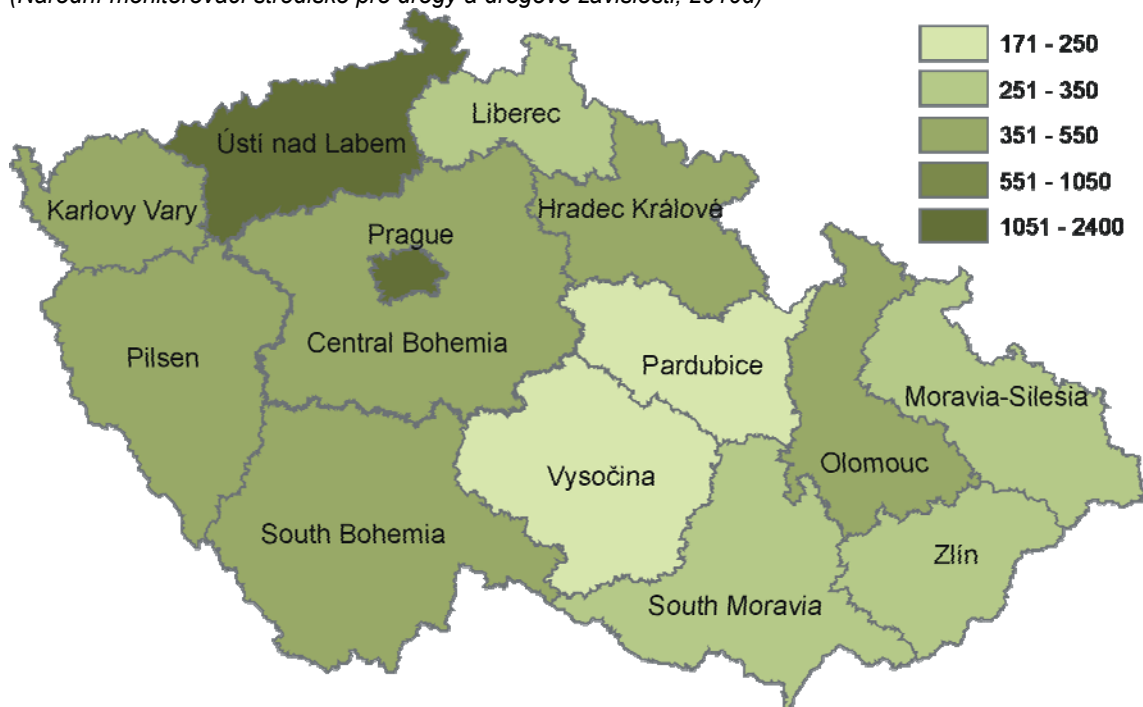 (Národní monitorovací středisko pro drogy a drogové závislosti, 2010a)
171 - 250
251 - 350
351 - 550
551 - 1050
1051 - 2400
Liberec
Ústí nad Labem
Karlovy Vary
Hradec Králové
Prague
Central Bohemia
Pilsen
Pardubice
Moravia-Silesia
Olomouc
Vysočina
South Bohemia
Zlín
South Moravia